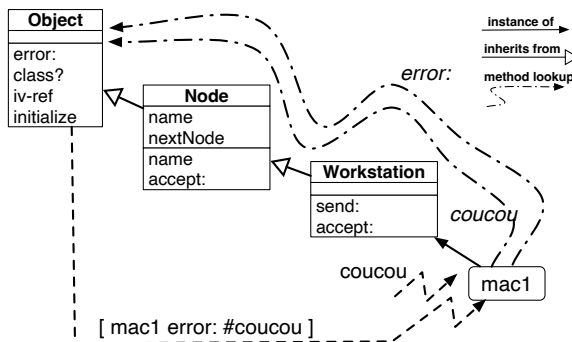 Object
error:
class?
iv-ref
initialize
Node
name
nextNode
name
accept:
Workstation
send:
accept:
mac1
error:
coucou
coucou
[ mac1 error: #coucou ]
instance of
inherits from
method lookup